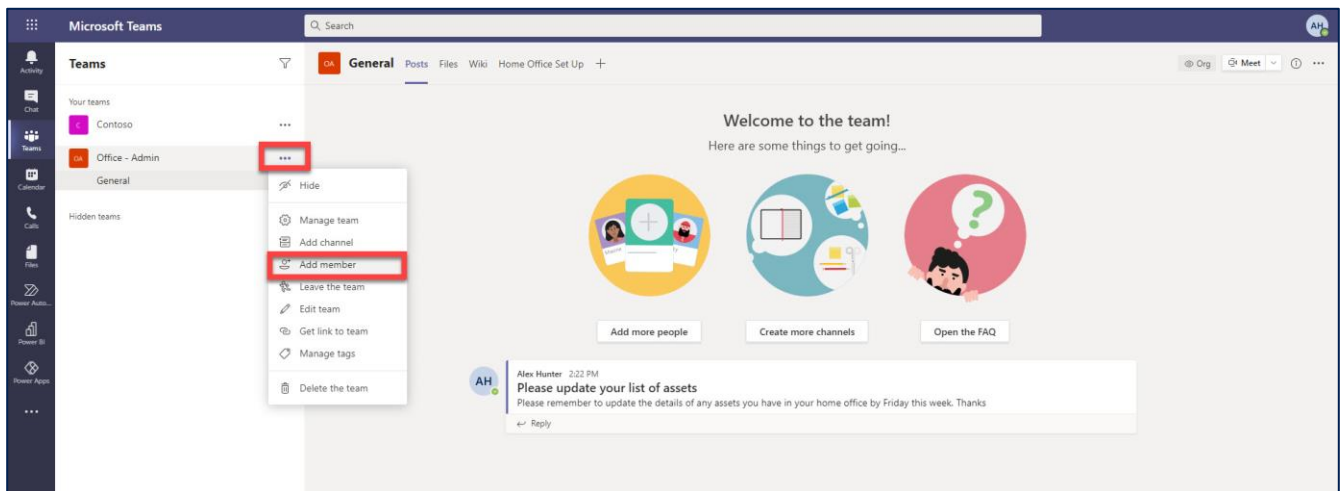 Microsoft Teams
Search
AH
Activity
Chat
Teams
Calendar
Calls
Files
Power Auto...
Power BI
Power Apps
Teams
Your teams
C Contoso
OA Office - Admin
General
Hidden teams
Hide
Manage team
Add channel
Add member
Leave the team
Edit team
Get link to team
Manage tags
Delete the team
OA General Posts Files Wiki Home Office Set Up
Org Meet
Welcome to the team!
Here are some things to get going...
Add more people Create more channels Open the FAQ
AH
Alex Hunter 2:22 PM
Please update your list of assets
Please remember to update the details of any assets you have in your home office by Friday this week. Thanks
Reply